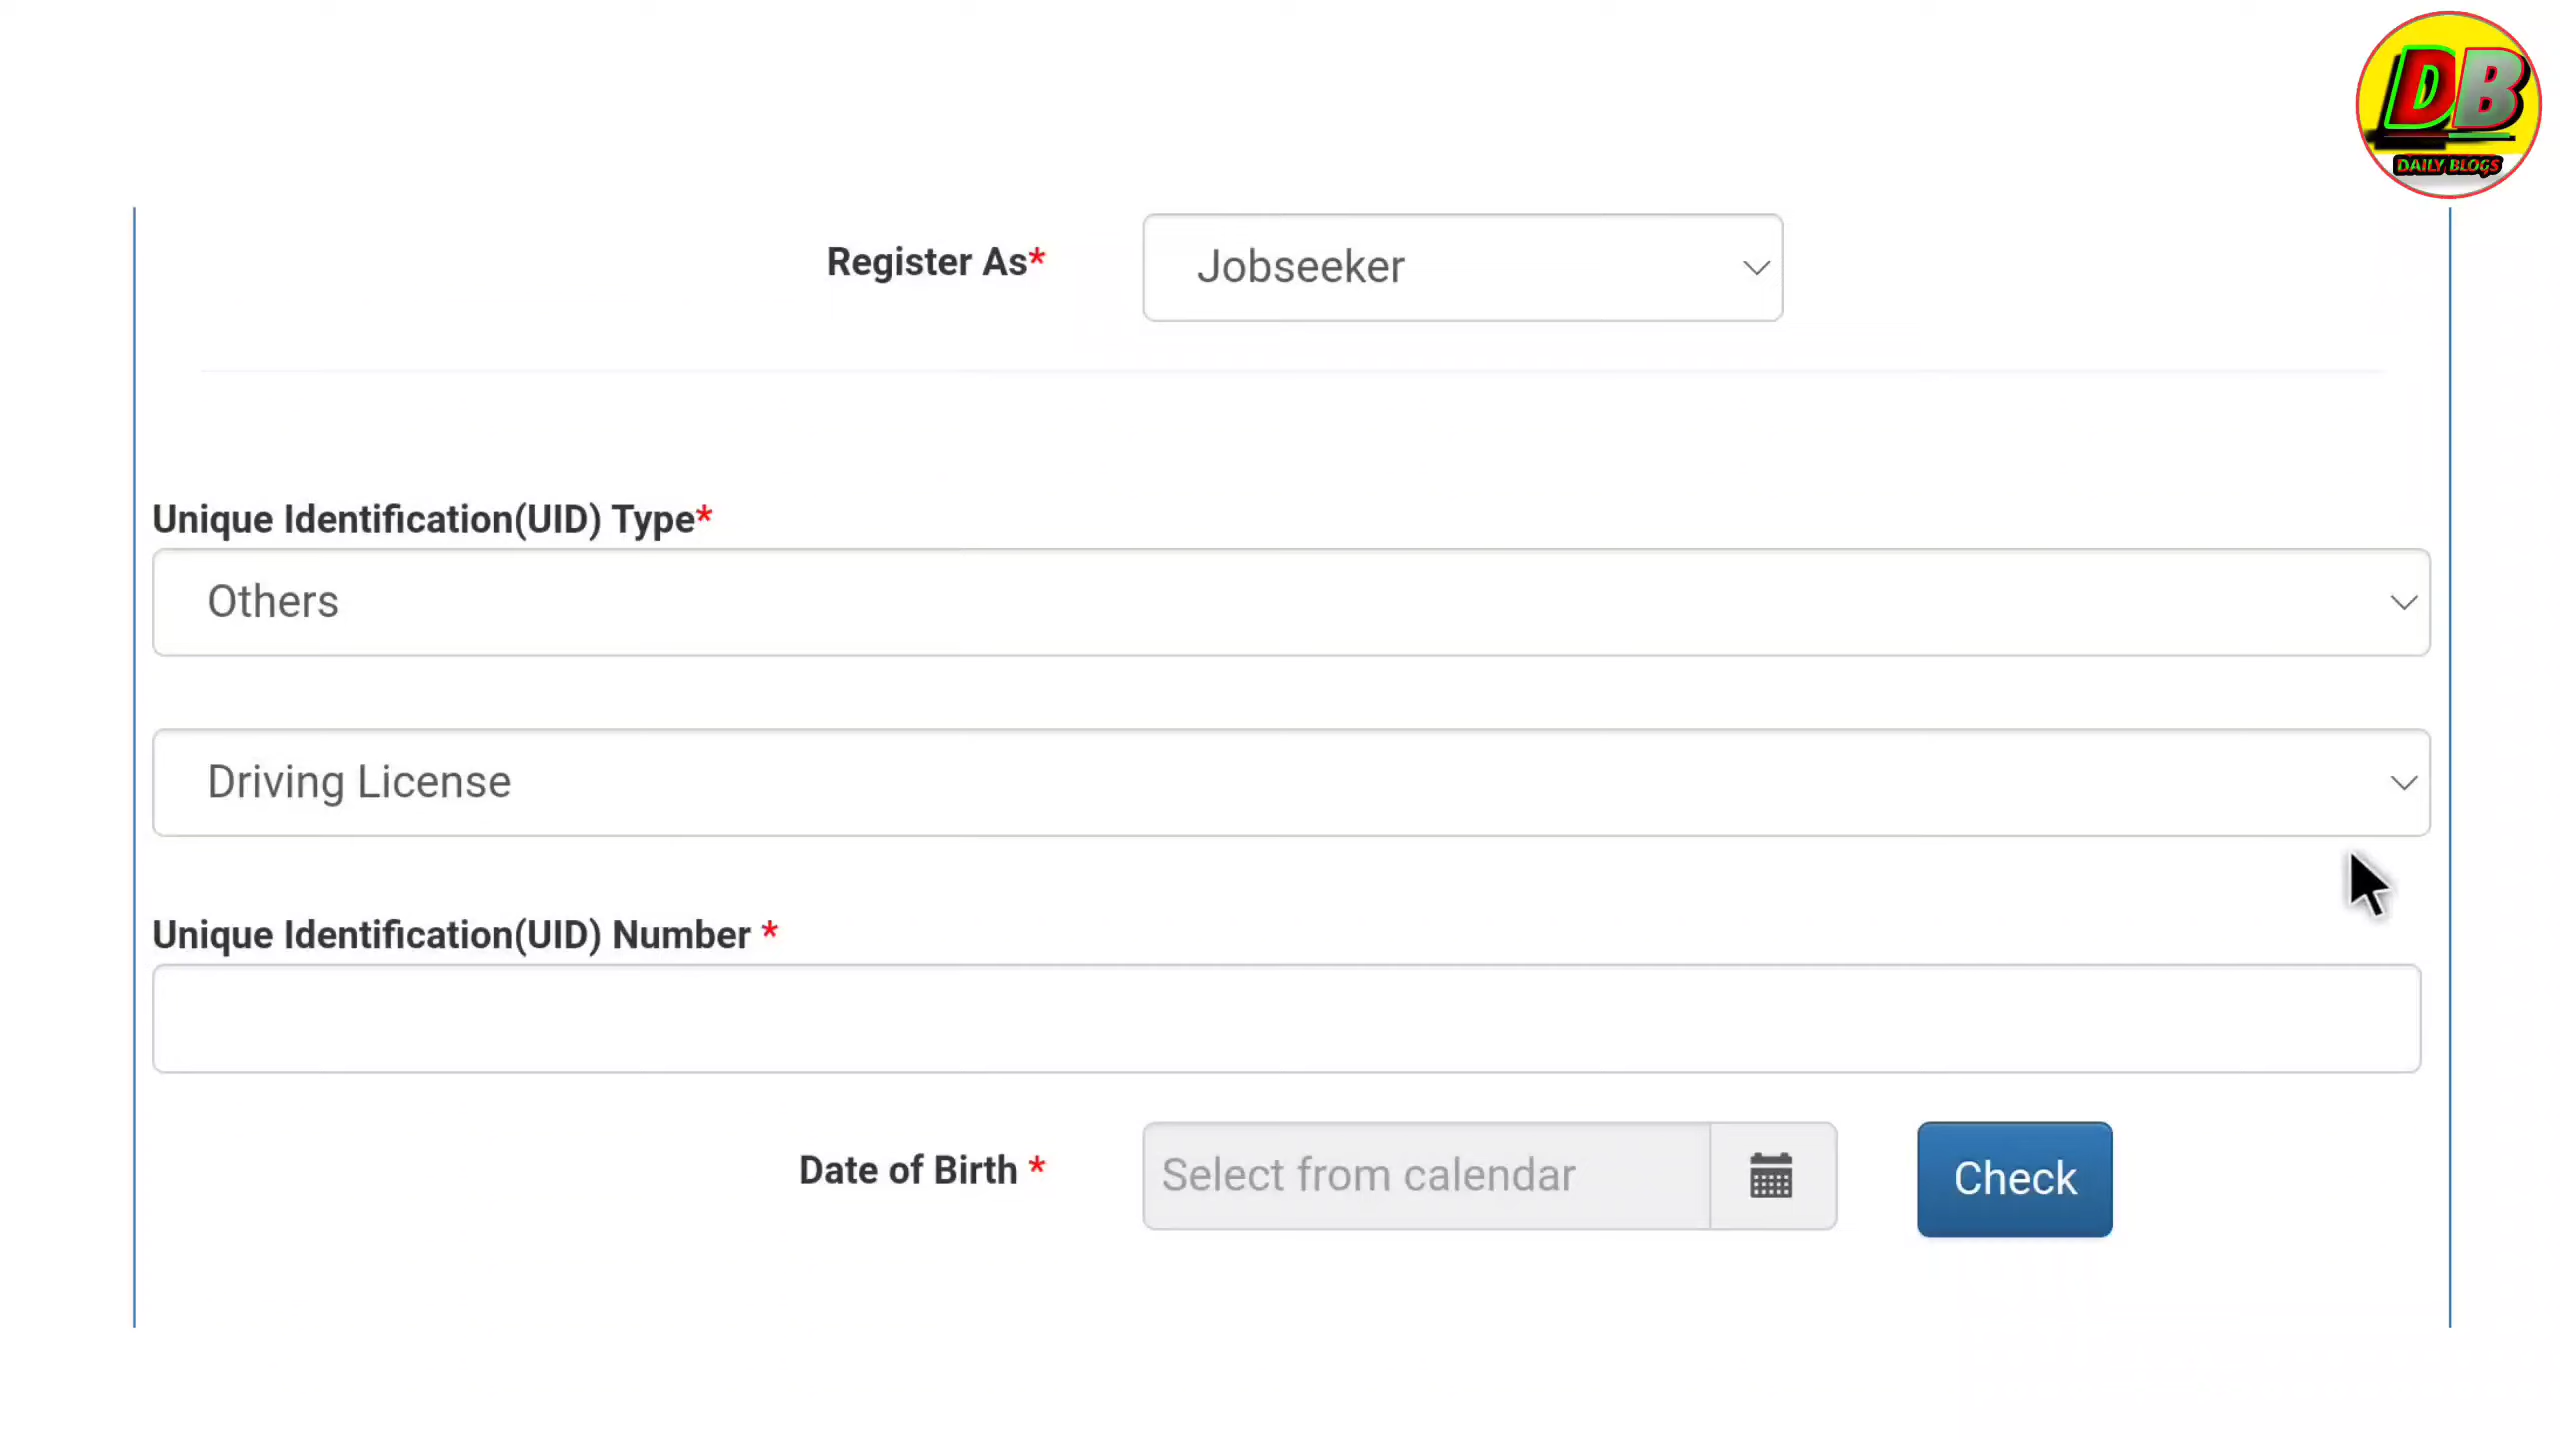 DB
DAILY BLOGS
Register As*
Jobseeker
Unique Identification(UID) Type*
Others
Driving License
Unique Identification(UID) Number *
Date of Birth *
Select from calendar
Check